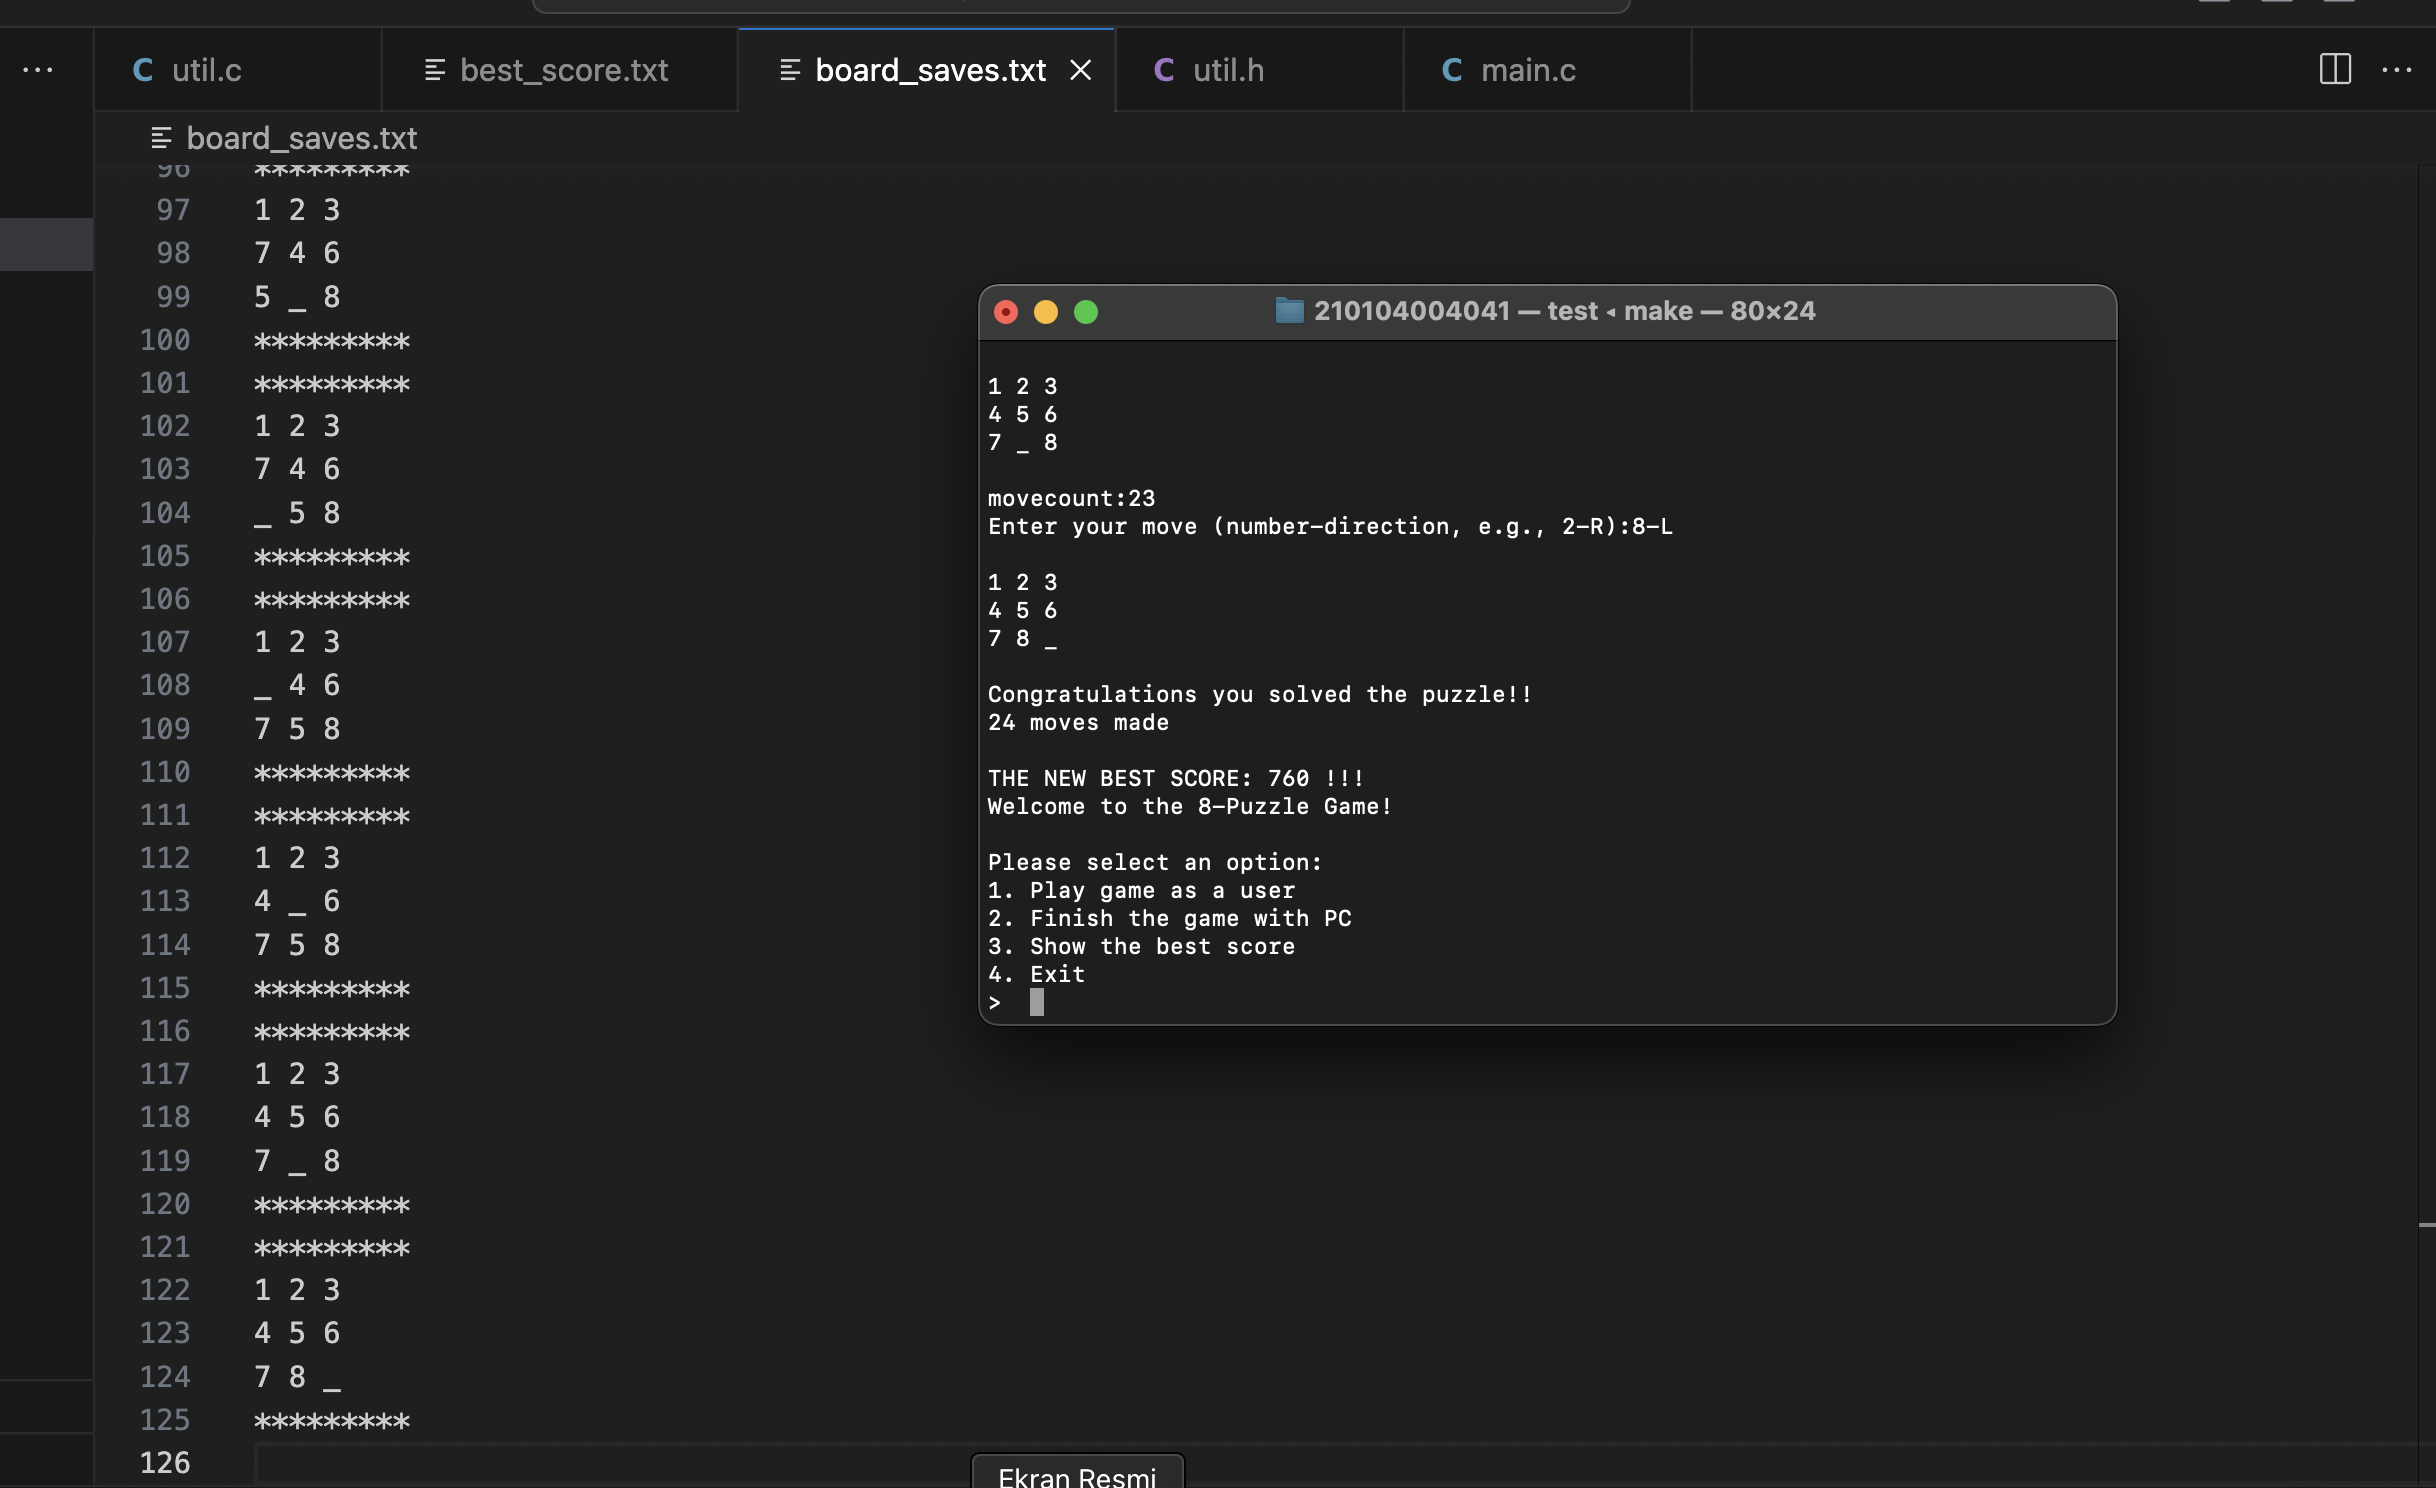 util.c
best_score.txt
board_saves.txt
util.h
main.c
board_saves.txt
96 *********
97 1 2 3
98 7 4 6
99 5 _ 8
100 *********
101 *********
102 1 2 3
103 7 4 6
104 _ 5 8
105 *********
106 *********
107 1 2 3
108 _ 4 6
109 7 5 8
110 *********
111 *********
112 1 2 3
113 4 _ 6
114 7 5 8
115 *********
116 *********
117 1 2 3
118 4 5 6
119 7 _ 8
120 *********
121 *********
122 1 2 3
123 4 5 6
124 7 8 _
125 *********
126
210104004041 — test ◂ make — 80×24
1 2 3
4 5 6
7 _ 8
movecount:23
Enter your move (number-direction, e.g., 2-R):8-L
1 2 3
4 5 6
7 8 _
Congratulations you solved the puzzle!!
24 moves made
THE NEW BEST SCORE: 760 !!!
Welcome to the 8-Puzzle Game!
Please select an option:
1. Play game as a user
2. Finish the game with PC
3. Show the best score
4. Exit
>
Ekran Resmi